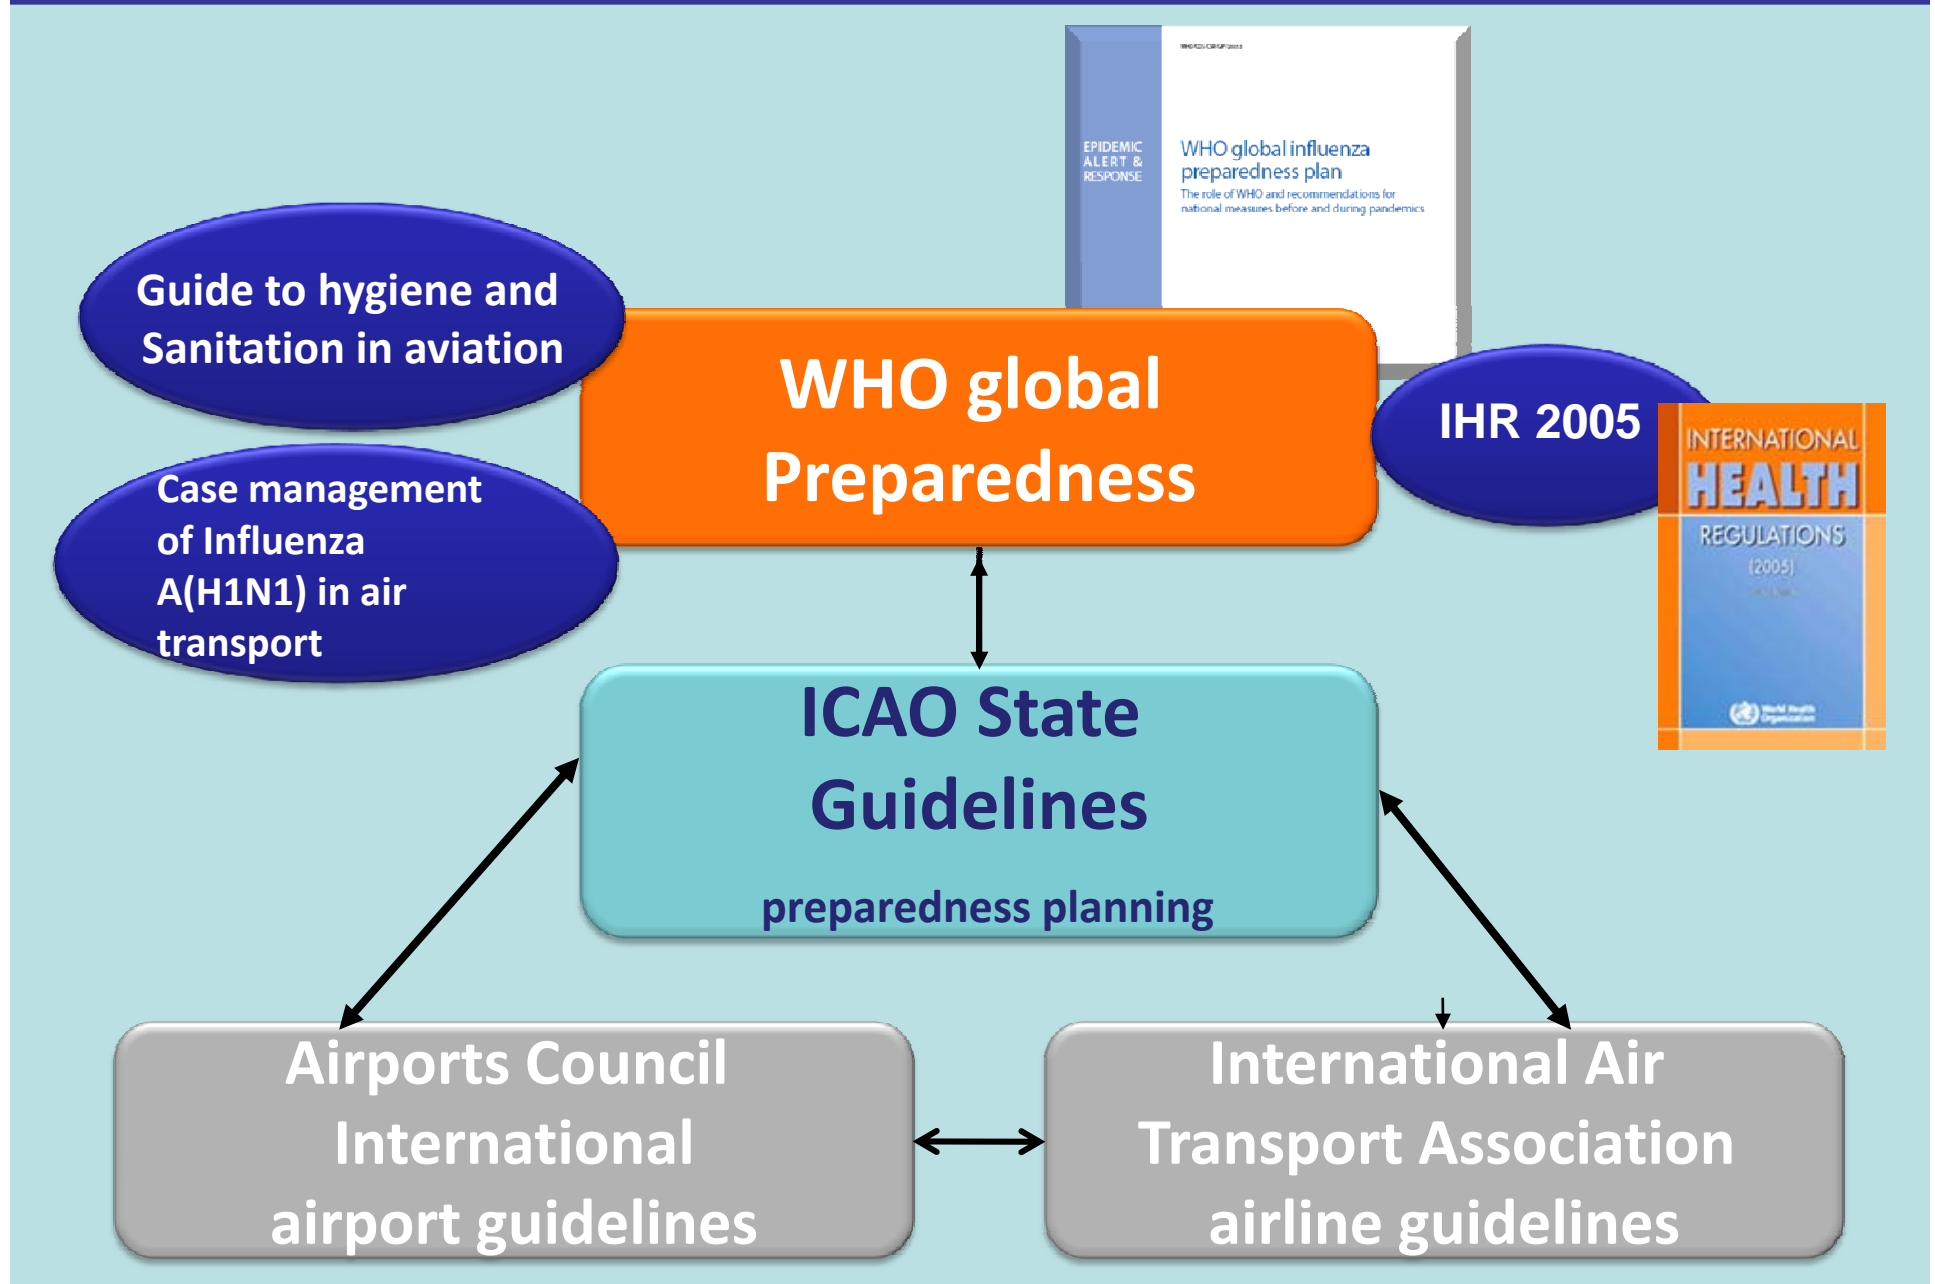 EPIDEMIC
ALERT &
RESPONSE
WHO global influenza
preparedness plan
The role of WHO and recommendations for
national measures before and during pandemics
Guide to hygiene and
Sanitation in aviation
WHO global
Preparedness
IHR 2005
INTERNATIONAL
HEALTH
REGULATIONS
(2005)
World Health
Organization
Case management
of Influenza
A(H1N1) in air
transport
ICAO State
Guidelines
preparedness planning
Airports Council
International
airport guidelines
International Air
Transport Association
airline guidelines